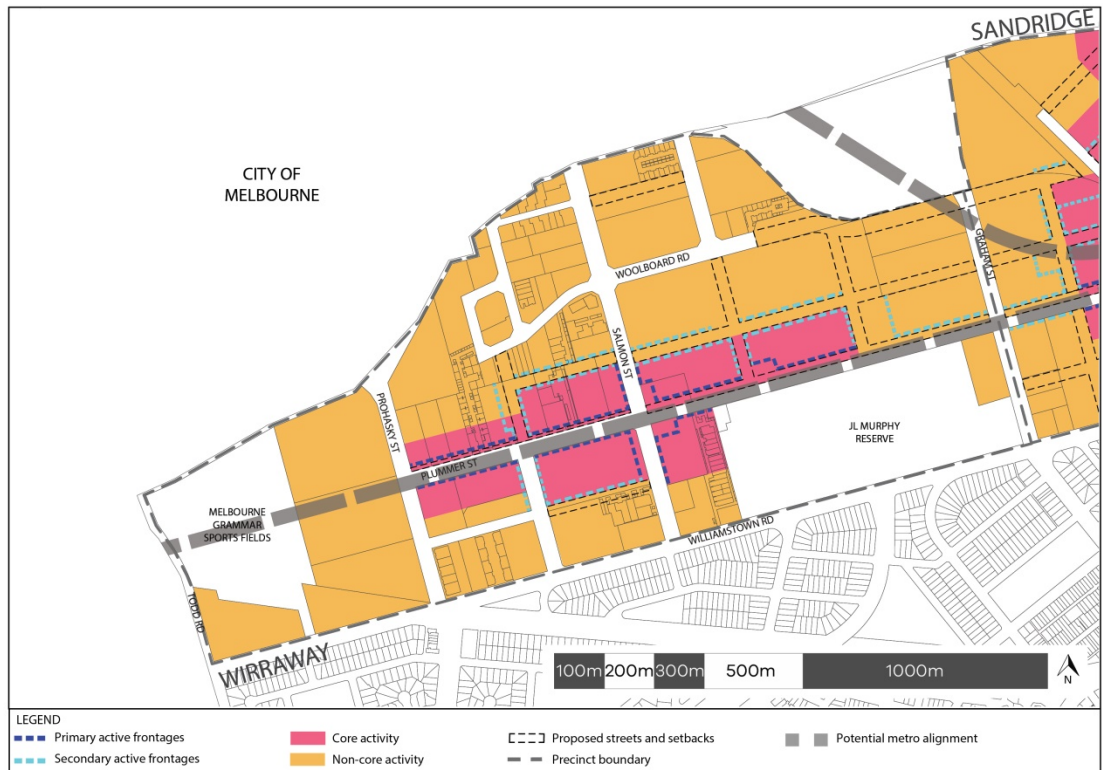 SANDRIDGE
CITY OF
MELBOURNE
WOOLBOARD RD
GRAHAM ST
SALMON ST
PROHASKY ST
JL MURPHY
RESERVE
PLUMMER ST
MELBOURNE
GRAMMAR
SPORTS FIELDS
WILLIAMSTOWN RD
TODD RD
WIRRAWAY
100m 200m 300m 500m 1000m
N
LEGEND
Primary active frontages
Core activity
Proposed streets and setbacks
Potential metro alignment
Secondary active frontages
Non-core activity
Precinct boundary